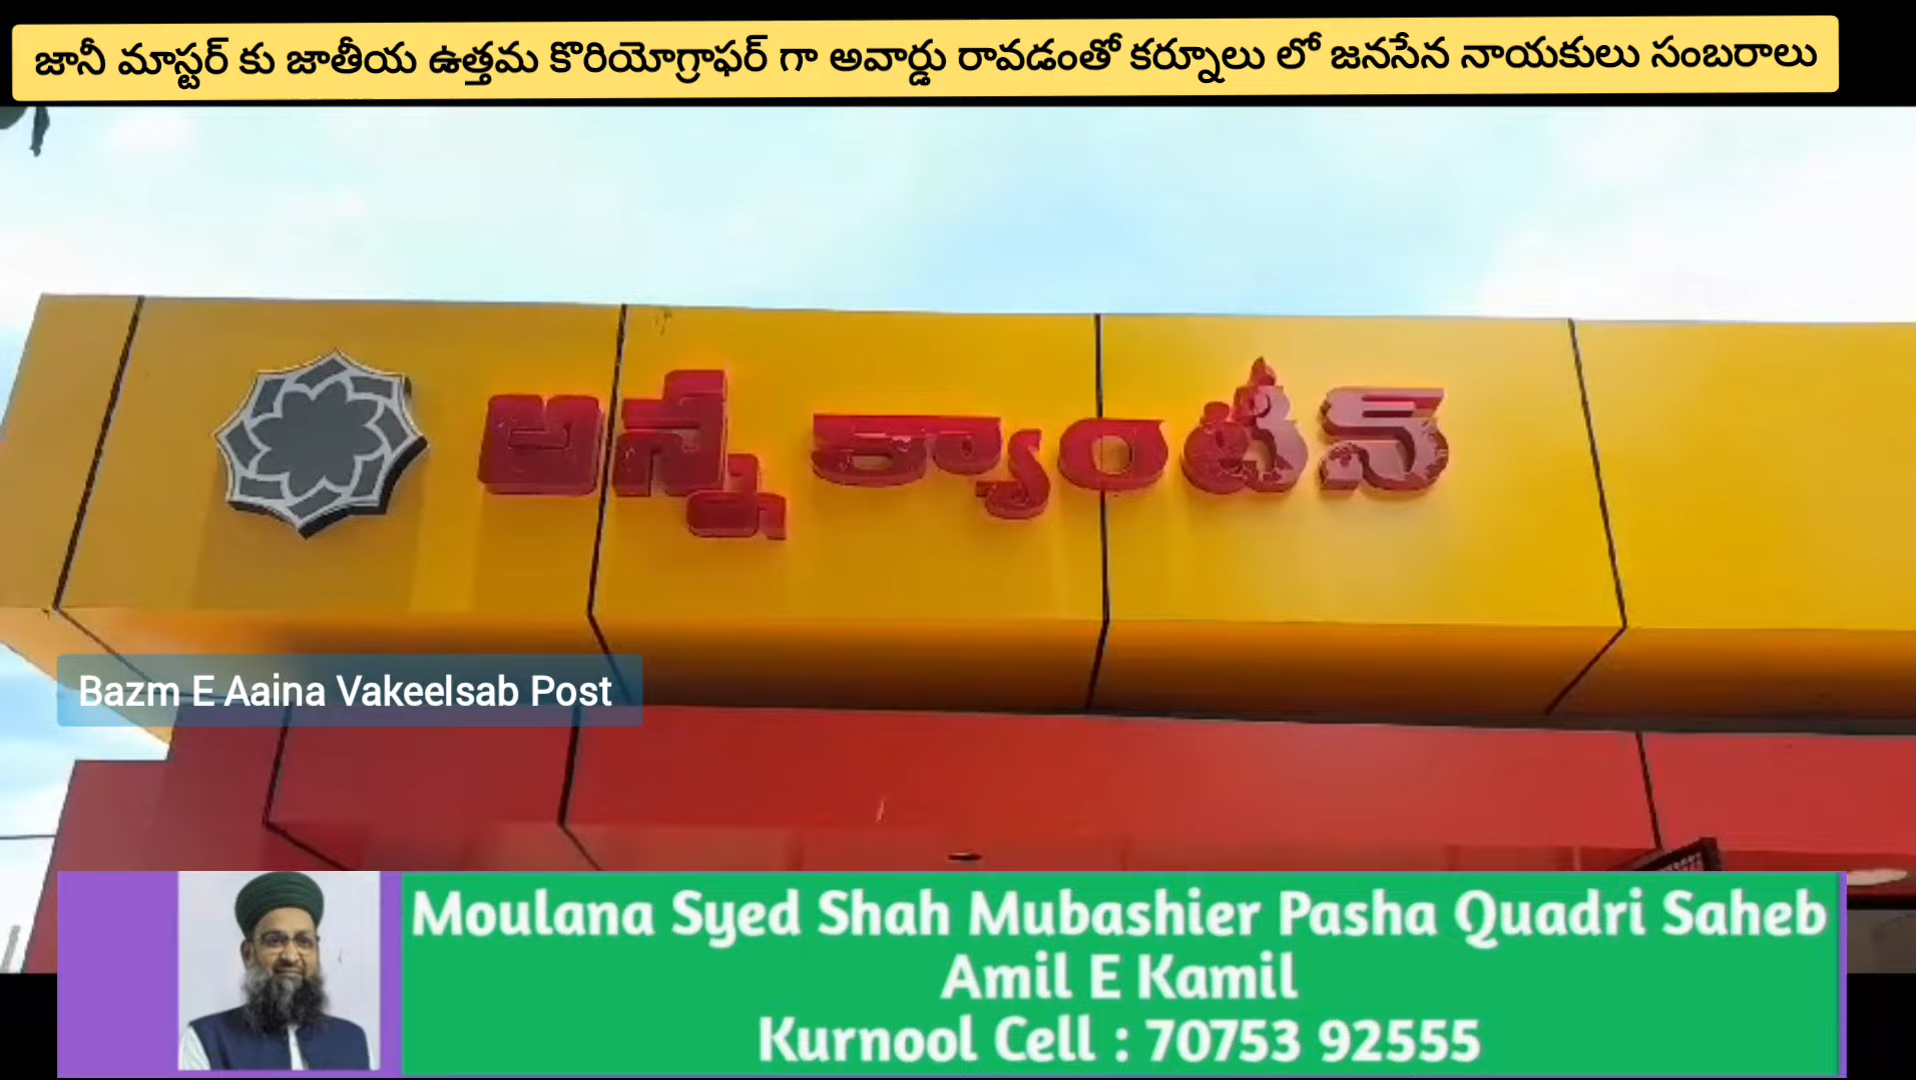 జానీ మాస్టర్ కు జాతీయ ఉత్తమ కొరియోగ్రాఫర్ గా అవార్డు రావడంతో కర్నూలు లో జనసేన నాయకులు సంబరాలు
అన్న క్యాంటీన్
Bazm E Aaina Vakeelsab Post
Moulana Syed Shah Mubashier Pasha Quadri Saheb
Amil E Kamil
Kurnool Cell : 70753 92555